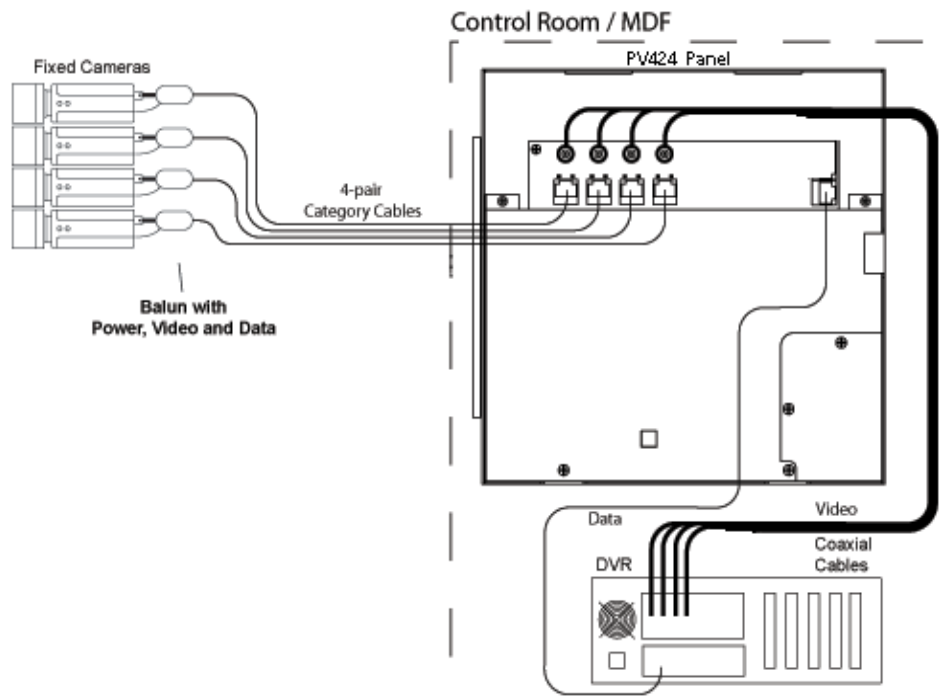 Control Room / MDF
PV424 Panel
Fixed Cameras
4-pair
Category Cables
Balun with
Power, Video and Data
Data
Video
Coaxial
Cables
DVR